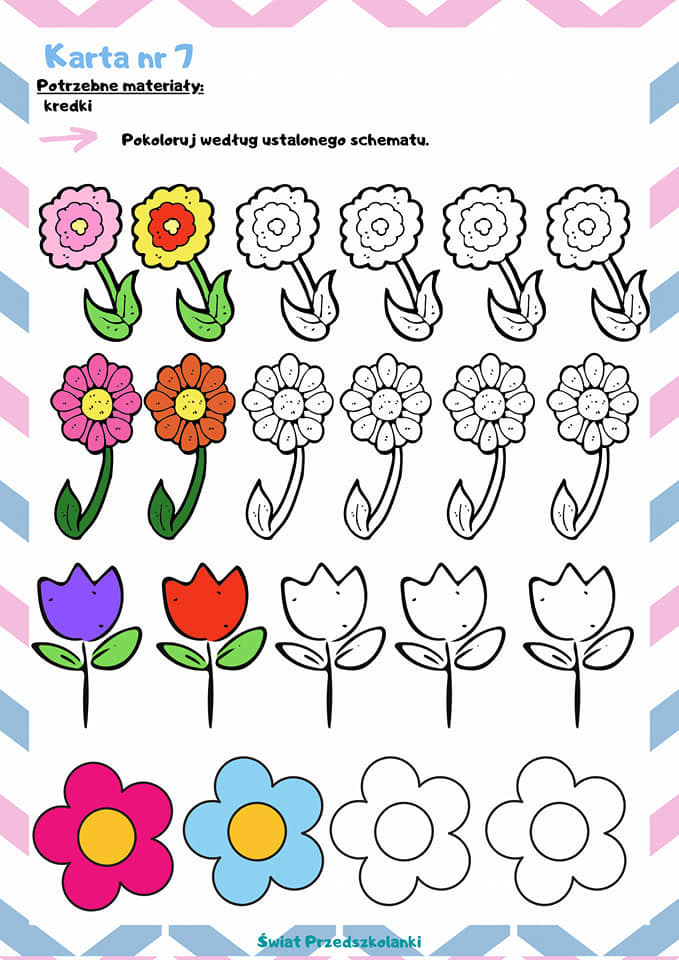 Karta nr 7
Potrzebne materiały:
kredki
Pokoloruj według ustalonego schematu.
Świat Przedszkolanki